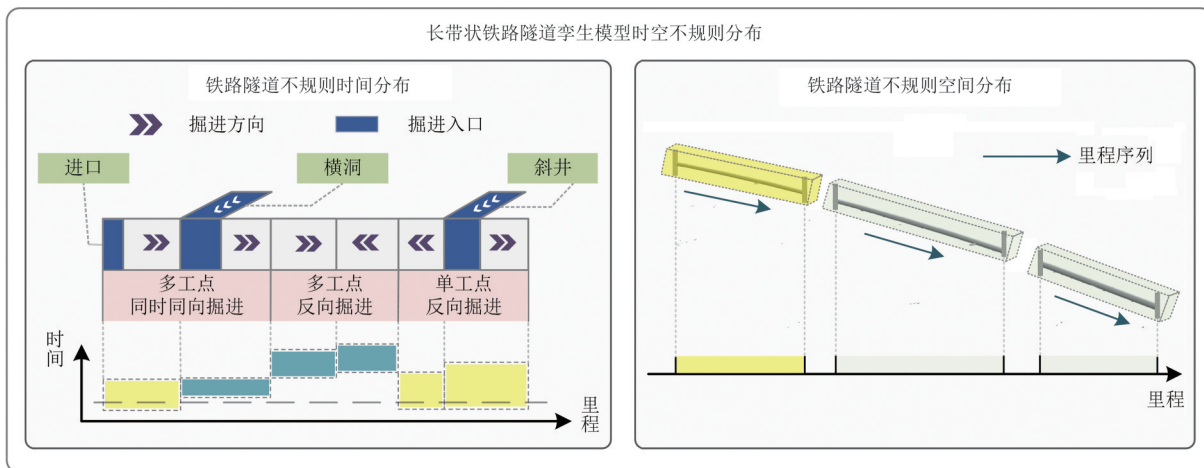 长带状铁路隧道孪生模型时空不规则分布
铁路隧道不规则时间分布
掘进方向
掘进入口
进口
横洞
斜井
多工点
同时同向掘进
多工点
反向掘进
单工点
反向掘进
时
间
里
程
铁路隧道不规则空间分布
里程序列
里程